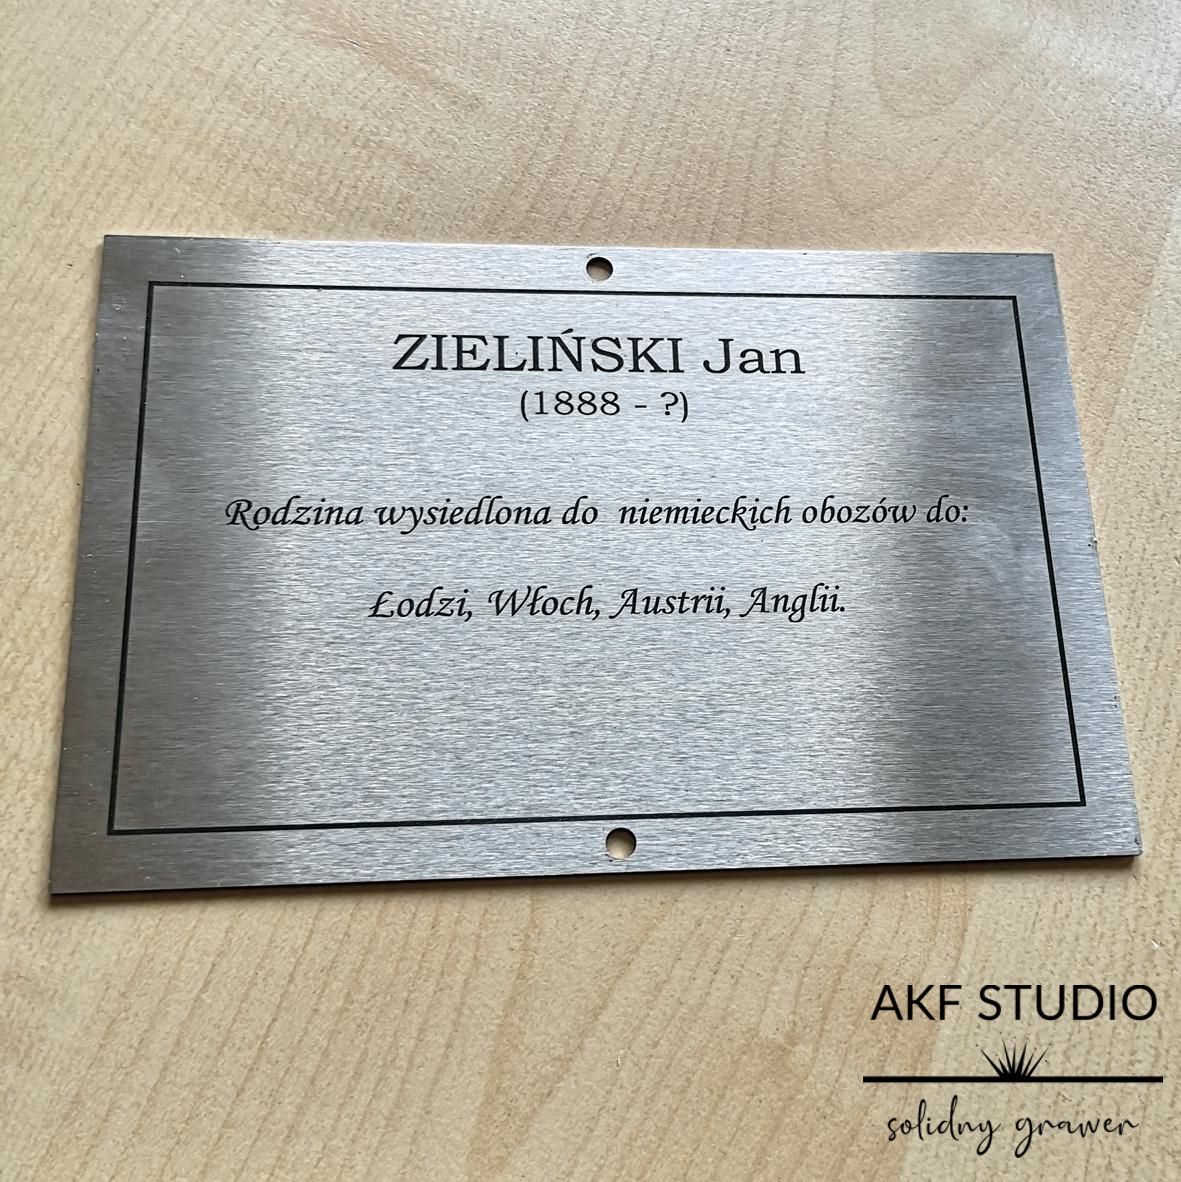 ZIELIŃSKI Jan
(1888 - ?)
Rodzina wysiedlona do niemieckich obozów do:
Łodzi, Włoch, Austrii, Anglii.
AKF STUDIO
solidny grawer